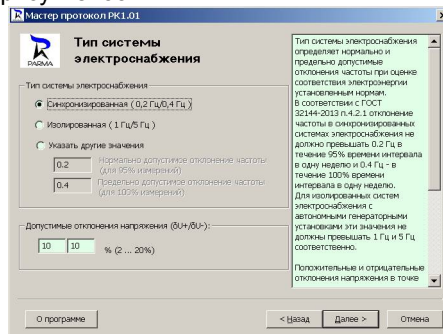 Мастер протокол РК1.01
PARMA
Тип системы
электроснабжения
Тип системы электроснабжения
Синхронизированная ( 0,2 Гц/0,4 Гц )
Изолированная ( 1 Гц/5 Гц )
Указать другие значения
0.2
Нормально допустимое отклонение частоты
(для 95% измерений)
0.4
Предельно допустимое отклонение частоты
(для 100% измерений)
Допустимые отклонения напряжения (δU+/δU-):
10 10 % (2 ... 20%)
Тип системы электроснабжения
определяет нормально и
предельно допустимые
отклонения частоты при оценке
соответствия электроэнергии
установленным нормам.
В соответствии с ГОСТ
32144-2013 п.4.2.1 отклонение
частоты в синхронизированных
системах электроснабжения не
должно превышать 0.2 Гц в
течение 95% времени интервала
в одну неделю и 0.4 Гц - в
течение 100% времени
интервала в одну неделю.
Для изолированных систем
электроснабжения с
автономными генераторными
установками эти значения не
должны превышать 1 Гц и 5 Гц
соответственно.
Положительные и отрицательные
отклонения напряжения в точке
О программе
< Назад
Далее >
Отмена